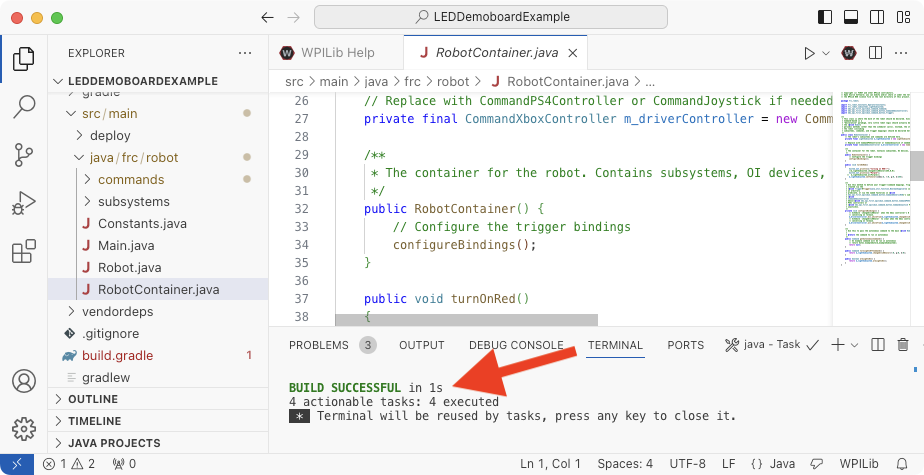 LEDDemoboardExample
EXPLORER
LEDDEMOBOARDEXAMPLE
gradle
src/main
deploy
java/frc/robot
commands
subsystems
Constants.java
Main.java
Robot.java
RobotContainer.java
vendordeps
.gitignore
build.gradle 1
gradlew
OUTLINE
TIMELINE
JAVA PROJECTS
WPILib Help RobotContainer.java
src > main > java > frc > robot > RobotContainer.java > ...
26 // Replace with CommandPS4Controller or CommandJoystick if needed
27 private final CommandXboxController m_driverController = new Comm
28
29 /**
30 * The container for the robot. Contains subsystems, OI devices,
31 */
32 public RobotContainer() {
33 // Configure the trigger bindings
34 configureBindings();
35 }
36
37 public void turnOnRed()
38 {
PROBLEMS 3 OUTPUT DEBUG CONSOLE TERMINAL PORTS java - Task
BUILD SUCCESSFUL in 1s
4 actionable tasks: 4 executed
* Terminal will be reused by tasks, press any key to close it.
1 2 0 Ln 1, Col 1 Spaces: 4 UTF-8 LF {} Java WPILib